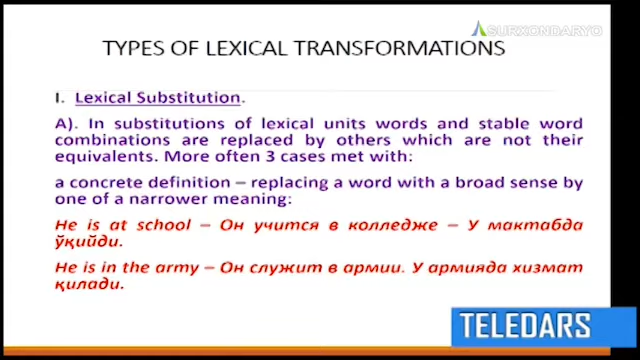 SURXONDARYO
TYPES OF LEXICAL TRANSFORMATIONS
I. Lexical Substitution.
A). In substitutions of lexical units words and stable word
combinations are replaced by others which are not their
equivalents. More often 3 cases met with:
a concrete definition – replacing a word with a broad sense by
one of a narrower meaning:
He is at school – Он учится в колледже – У мактабда
ўқийди.
He is in the army – Он служит в армии. У армияда хизмат
қилади.
TELEDARS